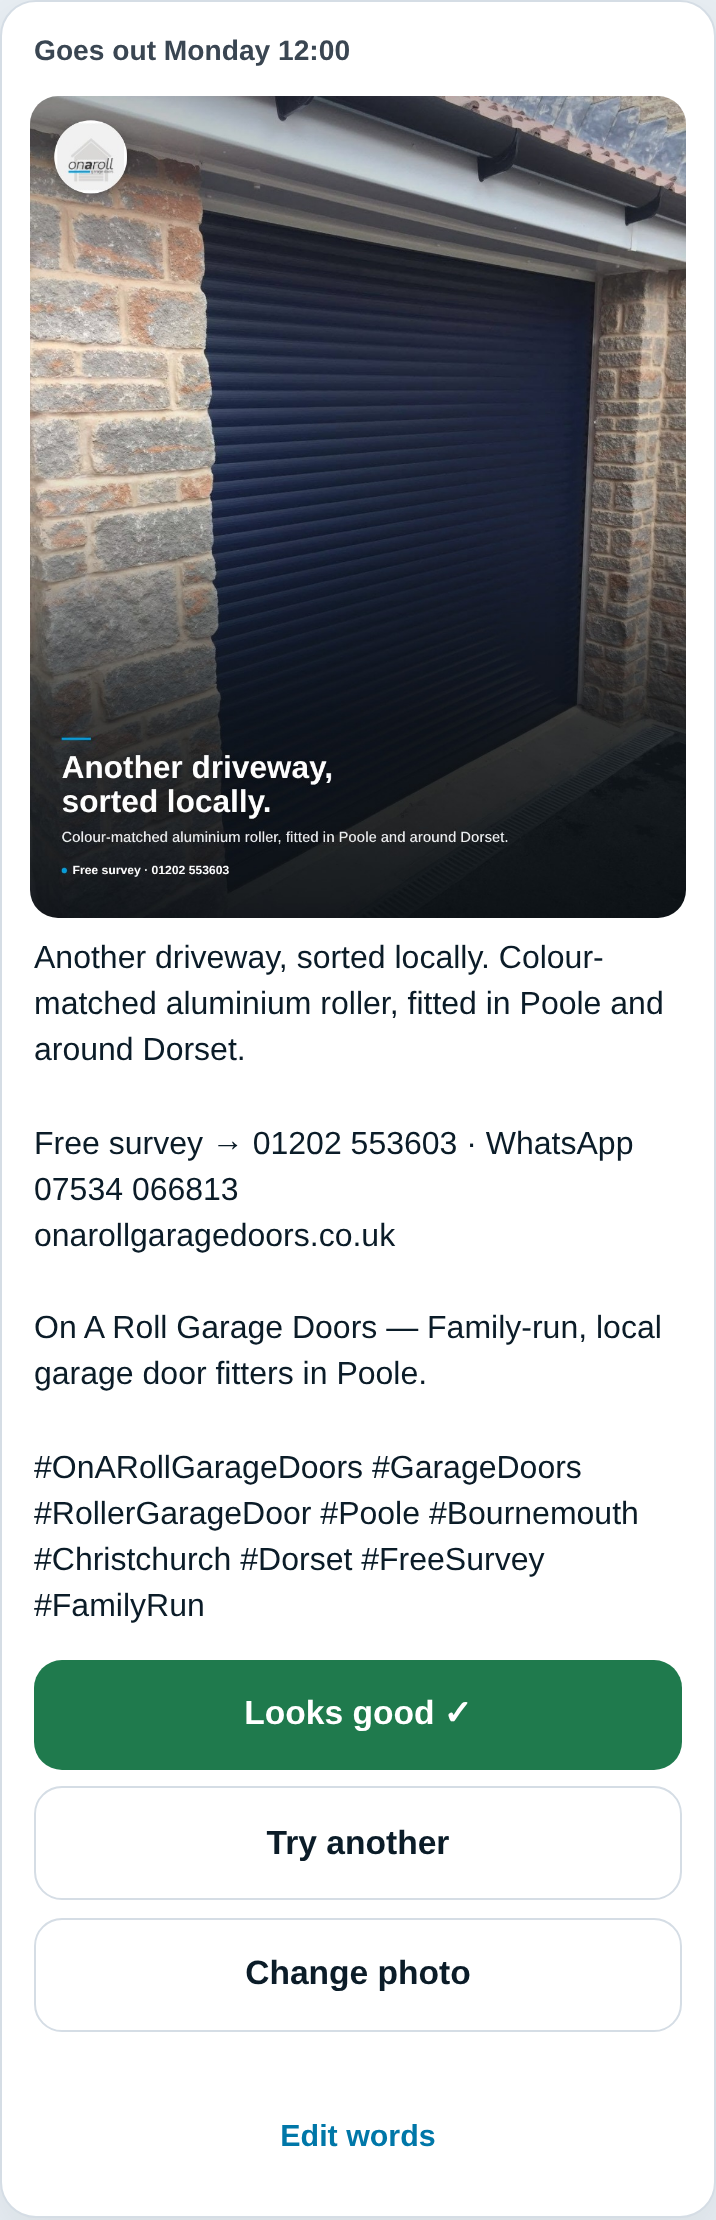 Goes out Monday 12:00
onaroll
Another driveway,
sorted locally.
Colour-matched aluminium roller, fitted in Poole and around Dorset.
Free survey · 01202 553603
Another driveway, sorted locally. Colour-
matched aluminium roller, fitted in Poole and
around Dorset.
Free survey → 01202 553603 · WhatsApp
07534 066813
onarollgaragedoors.co.uk
On A Roll Garage Doors — Family-run, local
garage door fitters in Poole.
#OnARollGarageDoors #GarageDoors
#RollerGarageDoor #Poole #Bournemouth
#Christchurch #Dorset #FreeSurvey
#FamilyRun
Looks good ✓
Try another
Change photo
Edit words